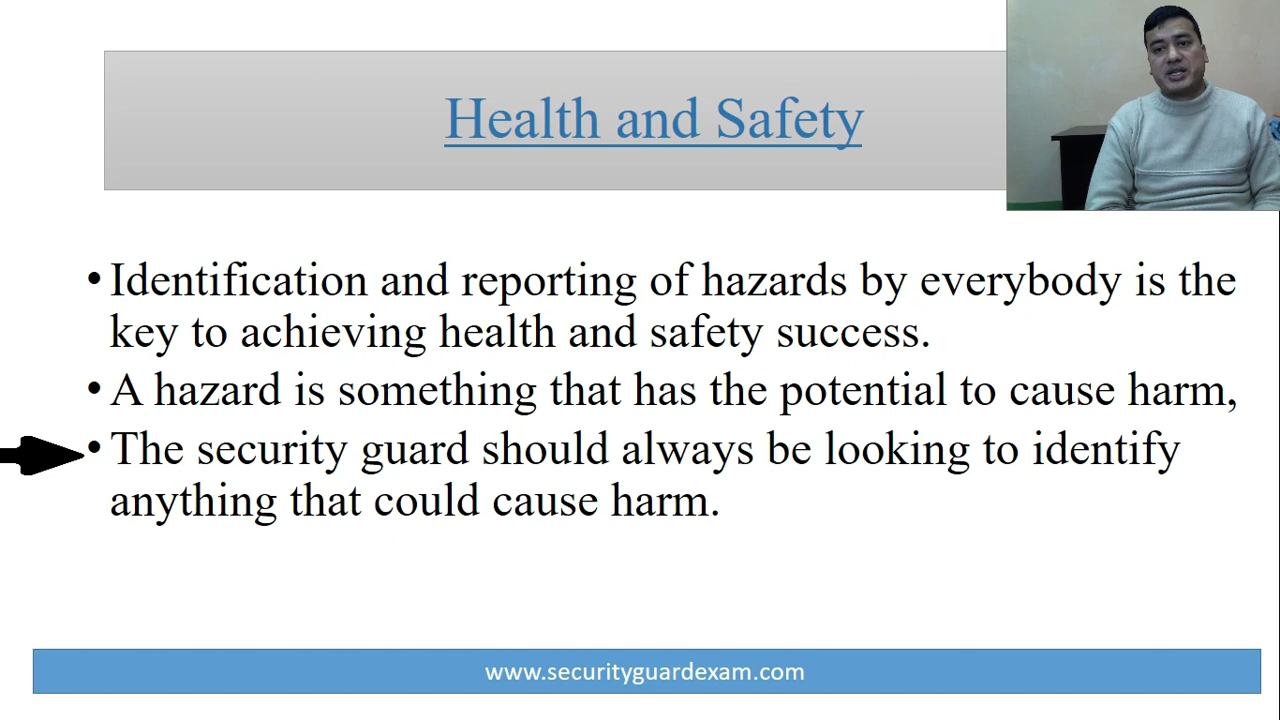 Health and Safety
• Identification and reporting of hazards by everybody is the
key to achieving health and safety success.
• A hazard is something that has the potential to cause harm,
• The security guard should always be looking to identify
anything that could cause harm.
www.securityguardexam.com